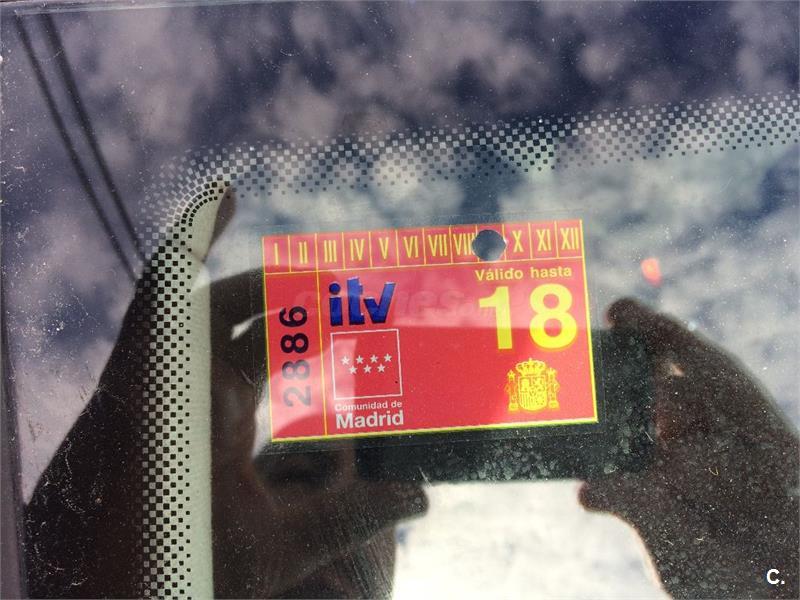 I II III IV V VI VII VIII X XI XII
Válido hasta
18
itv
2886
Comunidad de
Madrid
C.